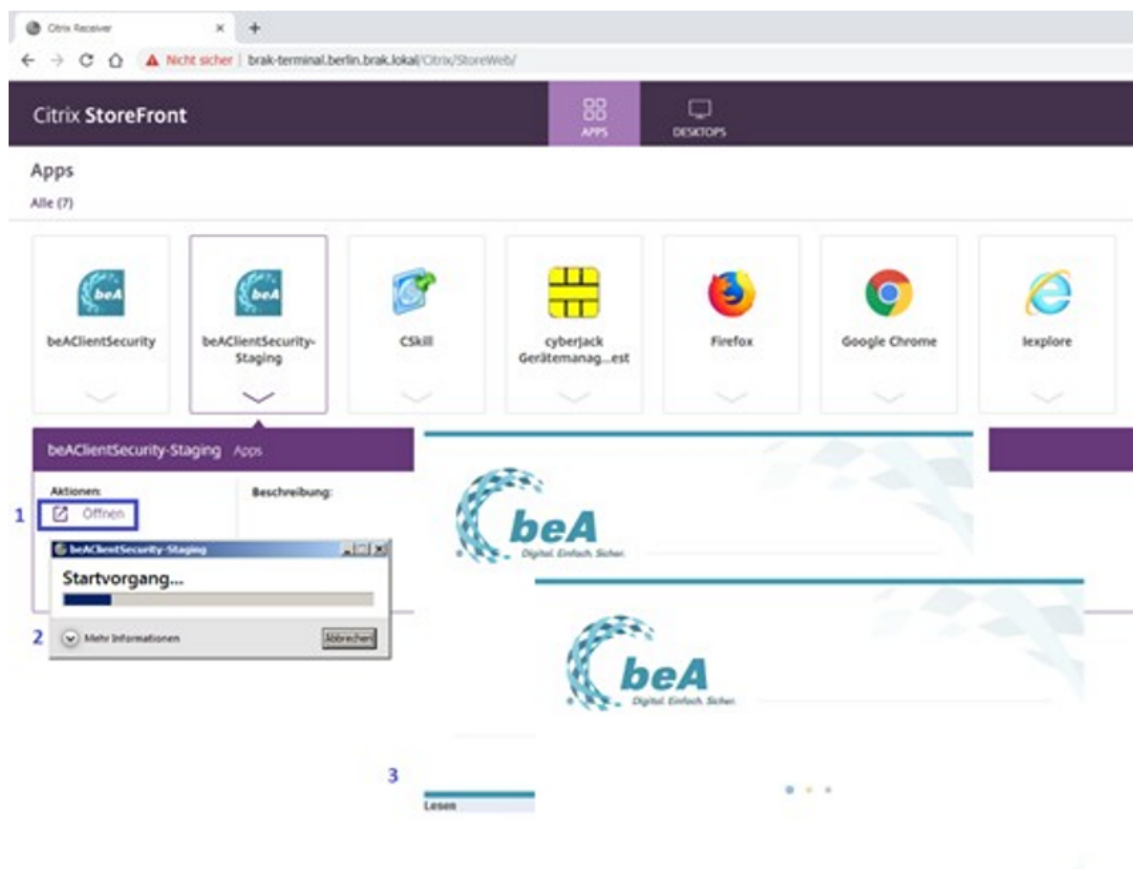 Citrix Receiver
Nicht sicher | brak-terminal.berlin.brak.lokal/Citrix/StoreWeb/
Citrix StoreFront
APPS
DESKTOPS
Apps
Alle (7)
beA
beAClientSecurity
beA
beAClientSecurity-
Staging
CSkill
cyberJack
Gerätemanag...est
Firefox
Google Chrome
Iexplore
beAClientSecurity-Staging Apps
Aktionen:
Beschreibung:
1
Öffnen
beAClientSecurity-Staging
Startvorgang...
2
Mehr Informationen
Abbrechen
beA
Digital. Einfach. Sicher.
beA
Digital. Einfach. Sicher.
3
Lesen